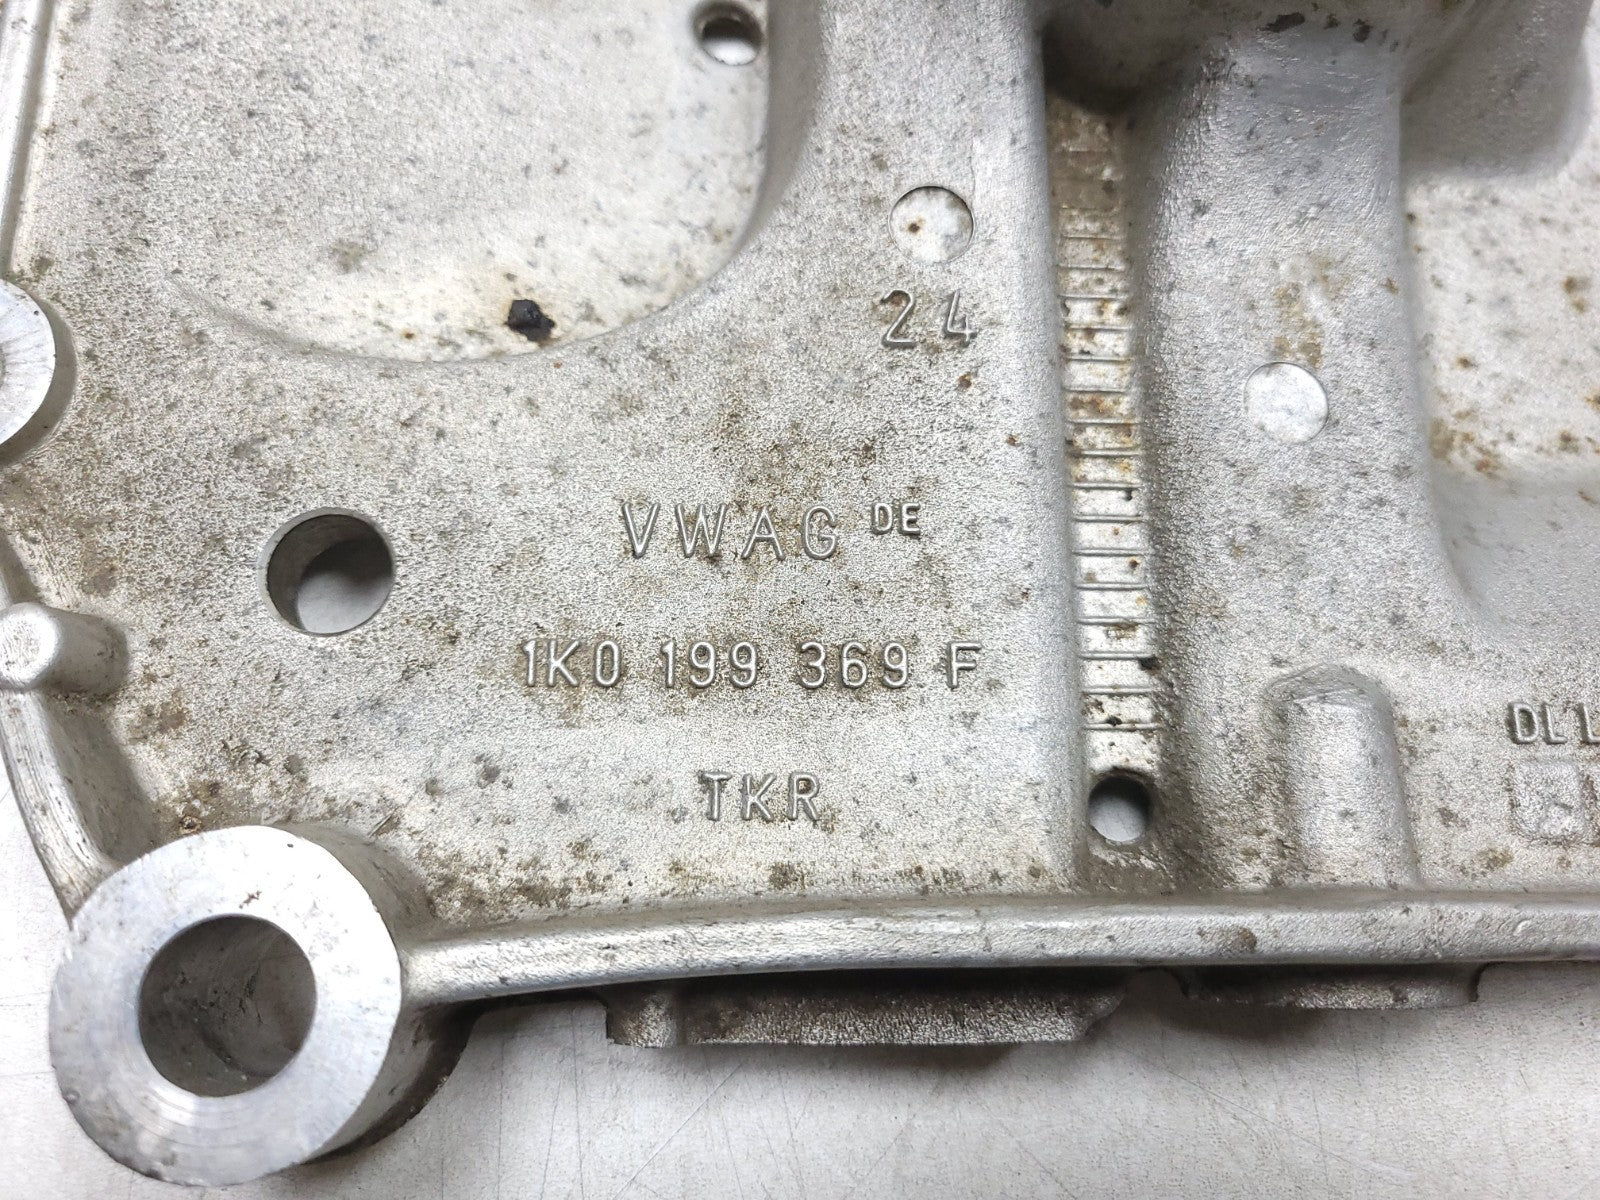 24
VWAG DE
1K0 199 369 F
TKR